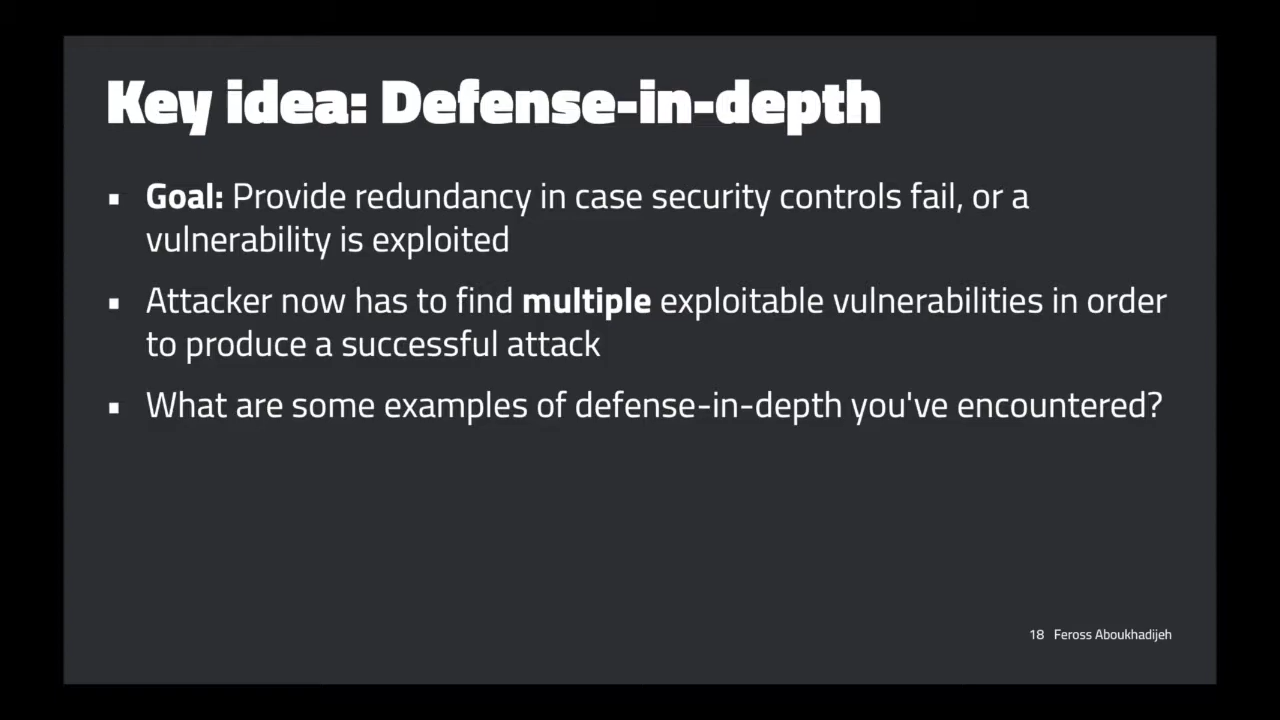 Key idea: Defense-in-depth
▪ Goal: Provide redundancy in case security controls fail, or a
vulnerability is exploited
▪ Attacker now has to find multiple exploitable vulnerabilities in order
to produce a successful attack
▪ What are some examples of defense-in-depth you've encountered?
18 Feross Aboukhadijeh